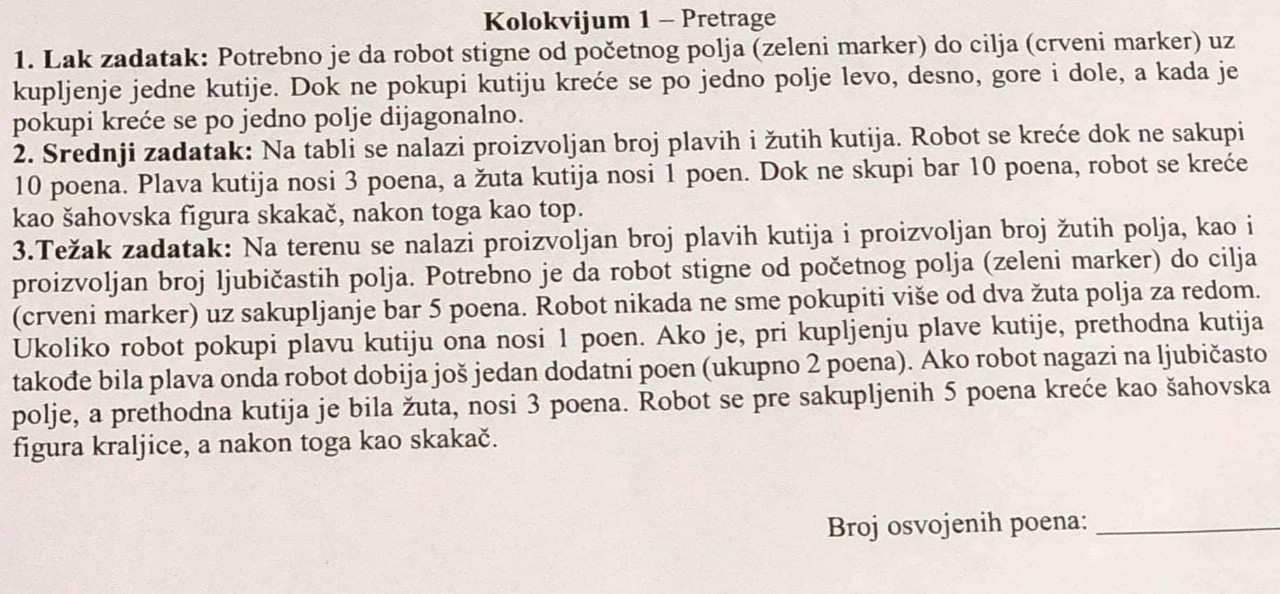 Kolokvijum 1 – Pretrage
1. Lak zadatak: Potrebno je da robot stigne od početnog polja (zeleni marker) do cilja (crveni marker) uz
kupljenje jedne kutije. Dok ne pokupi kutiju kreće se po jedno polje levo, desno, gore i dole, a kada je
pokupi kreće se po jedno polje dijagonalno.
2. Srednji zadatak: Na tabli se nalazi proizvoljan broj plavih i žutih kutija. Robot se kreće dok ne sakupi
10 poena. Plava kutija nosi 3 poena, a žuta kutija nosi 1 poen. Dok ne skupi bar 10 poena, robot se kreće
kao šahovska figura skakač, nakon toga kao top.
3.Težak zadatak: Na terenu se nalazi proizvoljan broj plavih kutija i proizvoljan broj žutih polja, kao i
proizvoljan broj ljubičastih polja. Potrebno je da robot stigne od početnog polja (zeleni marker) do cilja
(crveni marker) uz sakupljanje bar 5 poena. Robot nikada ne sme pokupiti više od dva žuta polja za redom.
Ukoliko robot pokupi plavu kutiju ona nosi 1 poen. Ako je, pri kupljenju plave kutije, prethodna kutija
takođe bila plava onda robot dobija još jedan dodatni poen (ukupno 2 poena). Ako robot nagazi na ljubičasto
polje, a prethodna kutija je bila žuta, nosi 3 poena. Robot se pre sakupljenih 5 poena kreće kao šahovska
figura kraljice, a nakon toga kao skakač.
Broj osvojenih poena: ____________